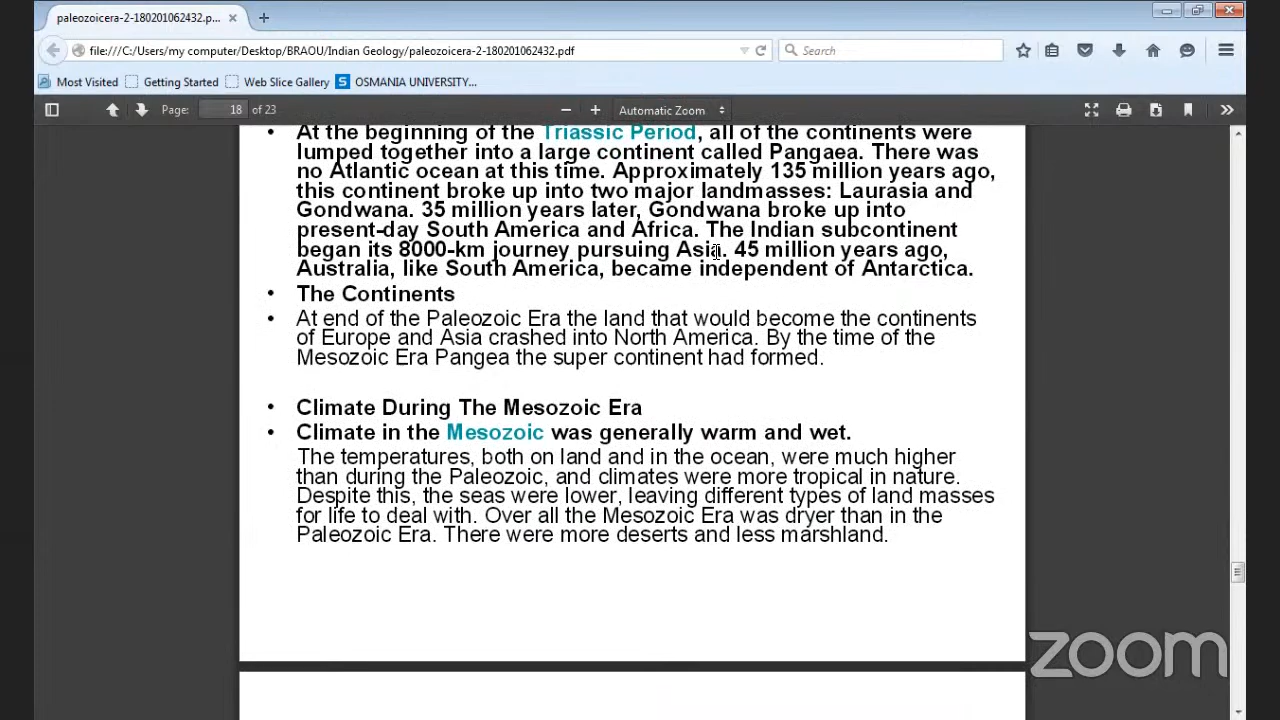 paleozoicera-2-180201062432.p...
file:///C:/Users/my computer/Desktop/BRAOU/Indian Geology/paleozoicera-2-180201062432.pdf
Search
Most Visited Getting Started Web Slice Gallery OSMANIA UNIVERSITY...
Page: 18 of 23
Automatic Zoom
• At the beginning of the Triassic Period, all of the continents were
lumped together into a large continent called Pangaea. There was
no Atlantic ocean at this time. Approximately 135 million years ago,
this continent broke up into two major landmasses: Laurasia and
Gondwana. 35 million years later, Gondwana broke up into
present-day South America and Africa. The Indian subcontinent
began its 8000-km journey pursuing Asia. 45 million years ago,
Australia, like South America, became independent of Antarctica.
• The Continents
• At end of the Paleozoic Era the land that would become the continents
of Europe and Asia crashed into North America. By the time of the
Mesozoic Era Pangea the super continent had formed.
• Climate During The Mesozoic Era
• Climate in the Mesozoic was generally warm and wet.
The temperatures, both on land and in the ocean, were much higher
than during the Paleozoic, and climates were more tropical in nature.
Despite this, the seas were lower, leaving different types of land masses
for life to deal with. Over all the Mesozoic Era was dryer than in the
Paleozoic Era. There were more deserts and less marshland.
zoom